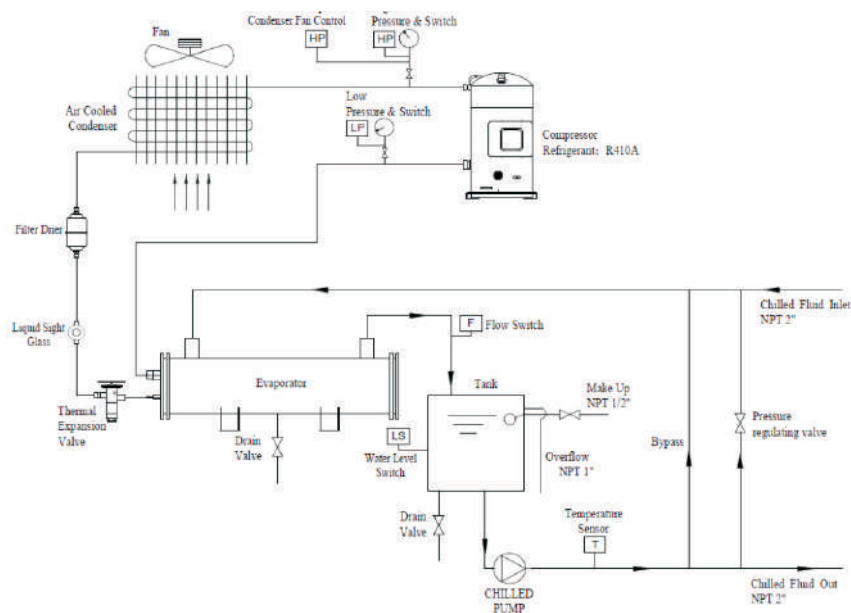 Condenser Fan Control
Pressure & Switch
HP
HP
Fan
Low
Pressure & Switch
LP
Air Cooled
Condenser
Compressor
Refrigerant: R410A
Filter Drier
Chilled Fluid Inlet
NPT 2"
F
Flow Switch
Liquid Sight
Glass
Evaporator
Tank
Make Up
NPT 1/2"
Thermal
Expansion
Valve
Drain
Valve
LS
Water Level
Switch
Overflow
NPT 1"
Bypass
Pressure
regulating valve
Drain
Valve
Temperature
Sensor
T
CHILLED
PUMP
Chilled Fluid Out
NPT 2"